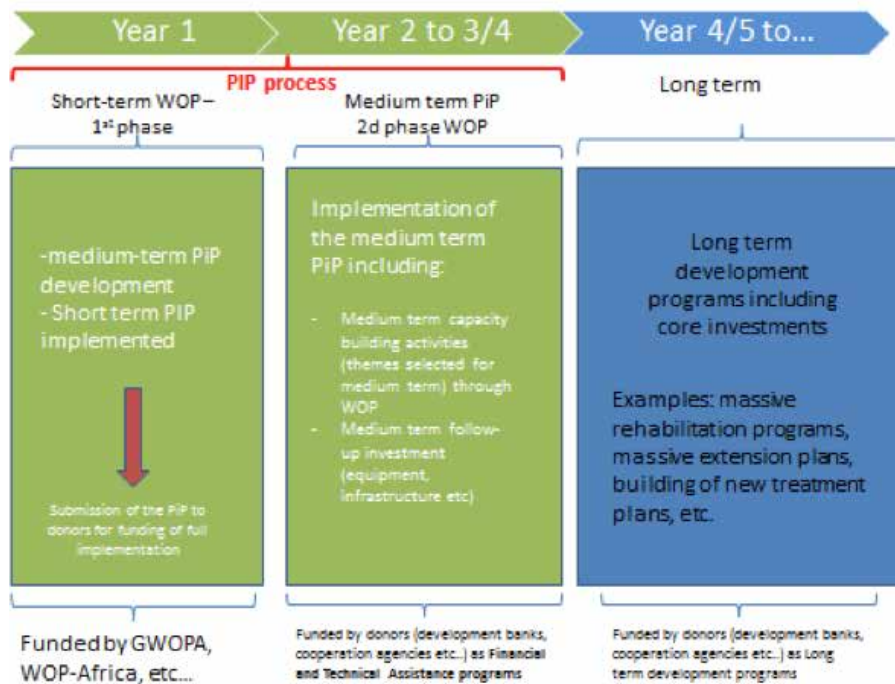 Year 1
Year 2 to 3/4
Year 4/5 to...
PIP process
Short-term WOP–
1st phase
Medium term PiP
2d phase WOP
Long term
-medium-term PiP
development
- Short term PIP
implemented
Submission of the PiP to
donors for funding of full
implementation
Implementation of
the medium term
PiP including:
- Medium term capacity
building activities
(themes selected for
medium term) through
WOP
- Medium term follow-
up investment
(equipment,
infrastructure etc)
Long term
development
programs including
core investments
Examples: massive
rehabilitation programs,
massive extension plans,
building of new treatment
plans, etc.
Funded by GWOPA,
WOP-Africa, etc...
Funded by donors (development banks,
cooperation agencies etc..) as Financial
and Technical Assistance programs
Funded by donors (development banks,
cooperation agencies etc..) as Long
term development programs